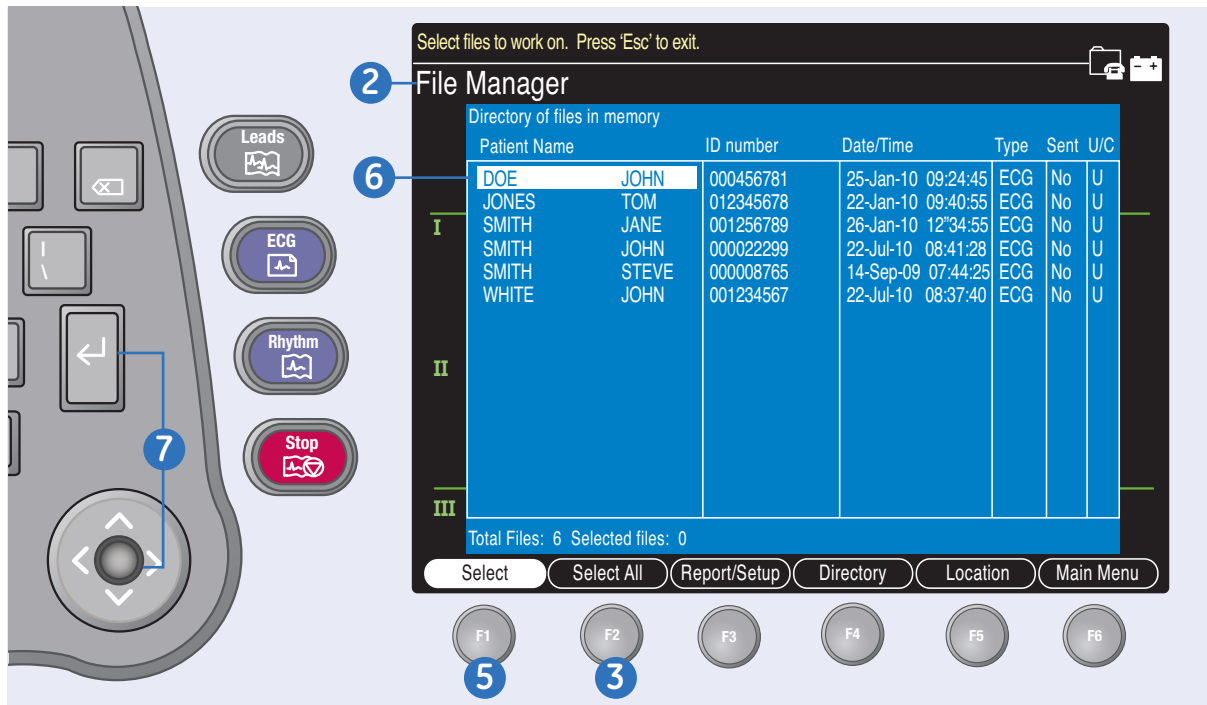 Select files to work on. Press ‘Esc’ to exit.
2 File Manager
Directory of files in memory
Patient Name ID number Date/Time Type Sent U/C
6 DOE JOHN 000456781 25-Jan-10 09:24:45 ECG No U
JONES TOM 012345678 22-Jan-10 09:40:55 ECG No U
SMITH JANE 001256789 26-Jan-10 12”34:55 ECG No U
SMITH JOHN 000022299 22-Jul-10 08:41:28 ECG No U
SMITH STEVE 000008765 14-Sep-09 07:44:25 ECG No U
WHITE JOHN 001234567 22-Jul-10 08:37:40 ECG No U
I
II
III
Total Files: 6 Selected files: 0
Select Select All Report/Setup Directory Location Main Menu
F1 F2 F3 F4 F5 F6
5 3
Leads
ECG
Rhythm
Stop
|
\
7